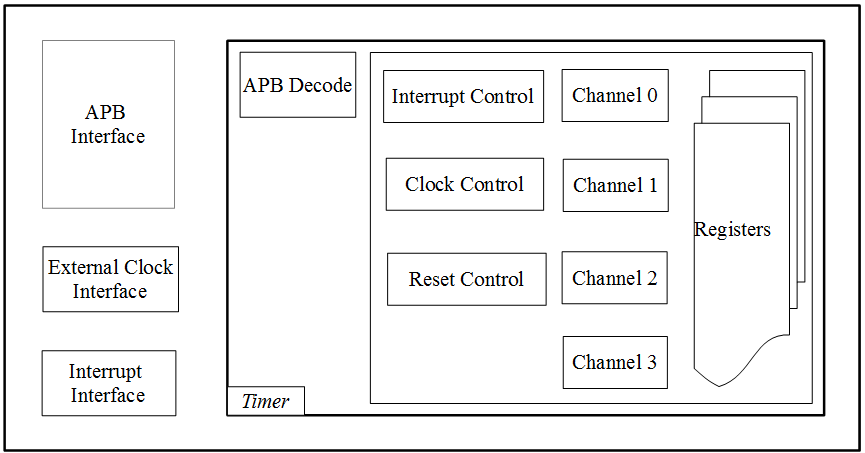 APB
Interface
External Clock
Interface
Interrupt
Interface
APB Decode
Interrupt Control
Clock Control
Reset Control
Channel 0
Channel 1
Channel 2
Channel 3
Registers
Timer